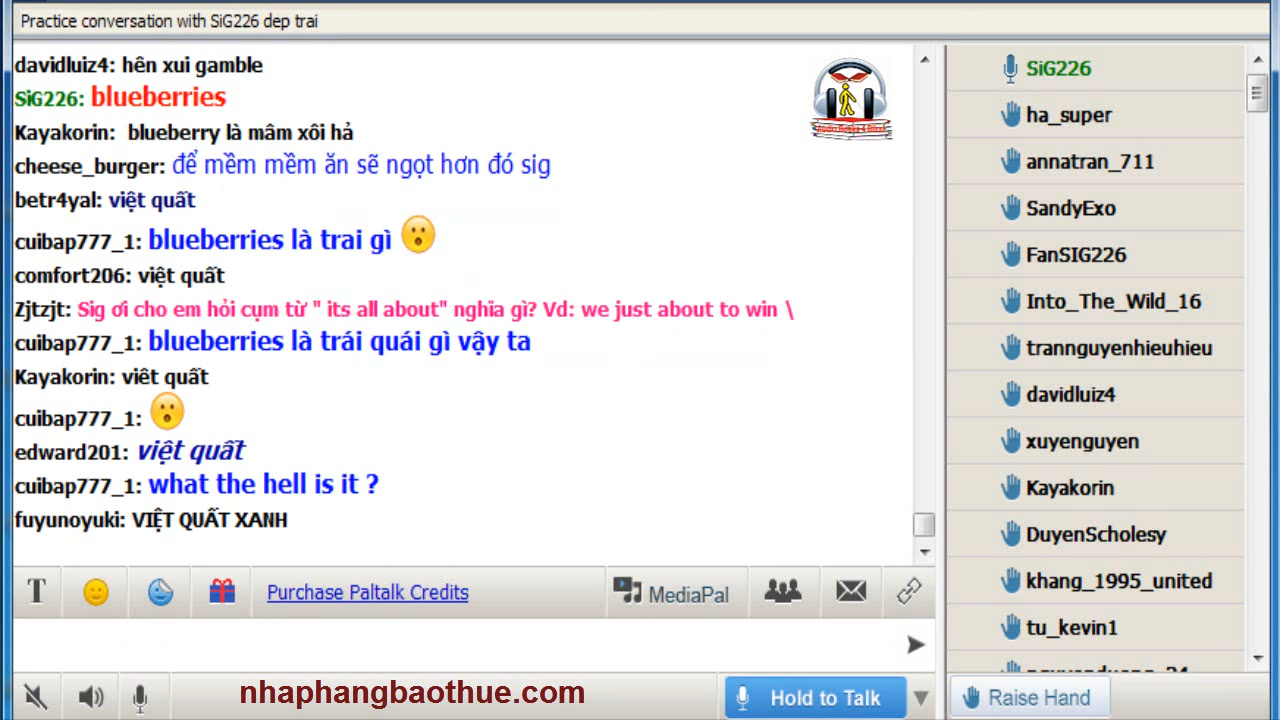 Practice conversation with SiG226 dep trai
davidluiz4: hên xui gamble
SiG226: blueberries
Kayakorin: blueberry là mâm xôi hả
cheese_burger: để mềm mềm ăn sẽ ngọt hơn đó sig
betr4yal: việt quất
cuibap777_1: blueberries là trai gì
comfort206: việt quất
Zjtzjt: Sig ơi cho em hỏi cụm từ " its all about" nghĩa gì? Vd: we just about to win \
cuibap777_1: blueberries là trái quái gì vậy ta
Kayakorin: viêt quất
cuibap777_1:
edward201: việt quất
cuibap777_1: what the hell is it ?
fuyunoyuki: VIỆT QUẤT XANH
T
Purchase Paltalk Credits
MediaPal
nhaphangbaothue.com
Hold to Talk
SiG226
ha_super
annatran_711
SandyExo
FanSIG226
Into_The_Wild_16
trannguyenhieuhieu
davidluiz4
xuyenguyen
Kayakorin
DuyenScholesy
khang_1995_united
tu_kevin1
Raise Hand